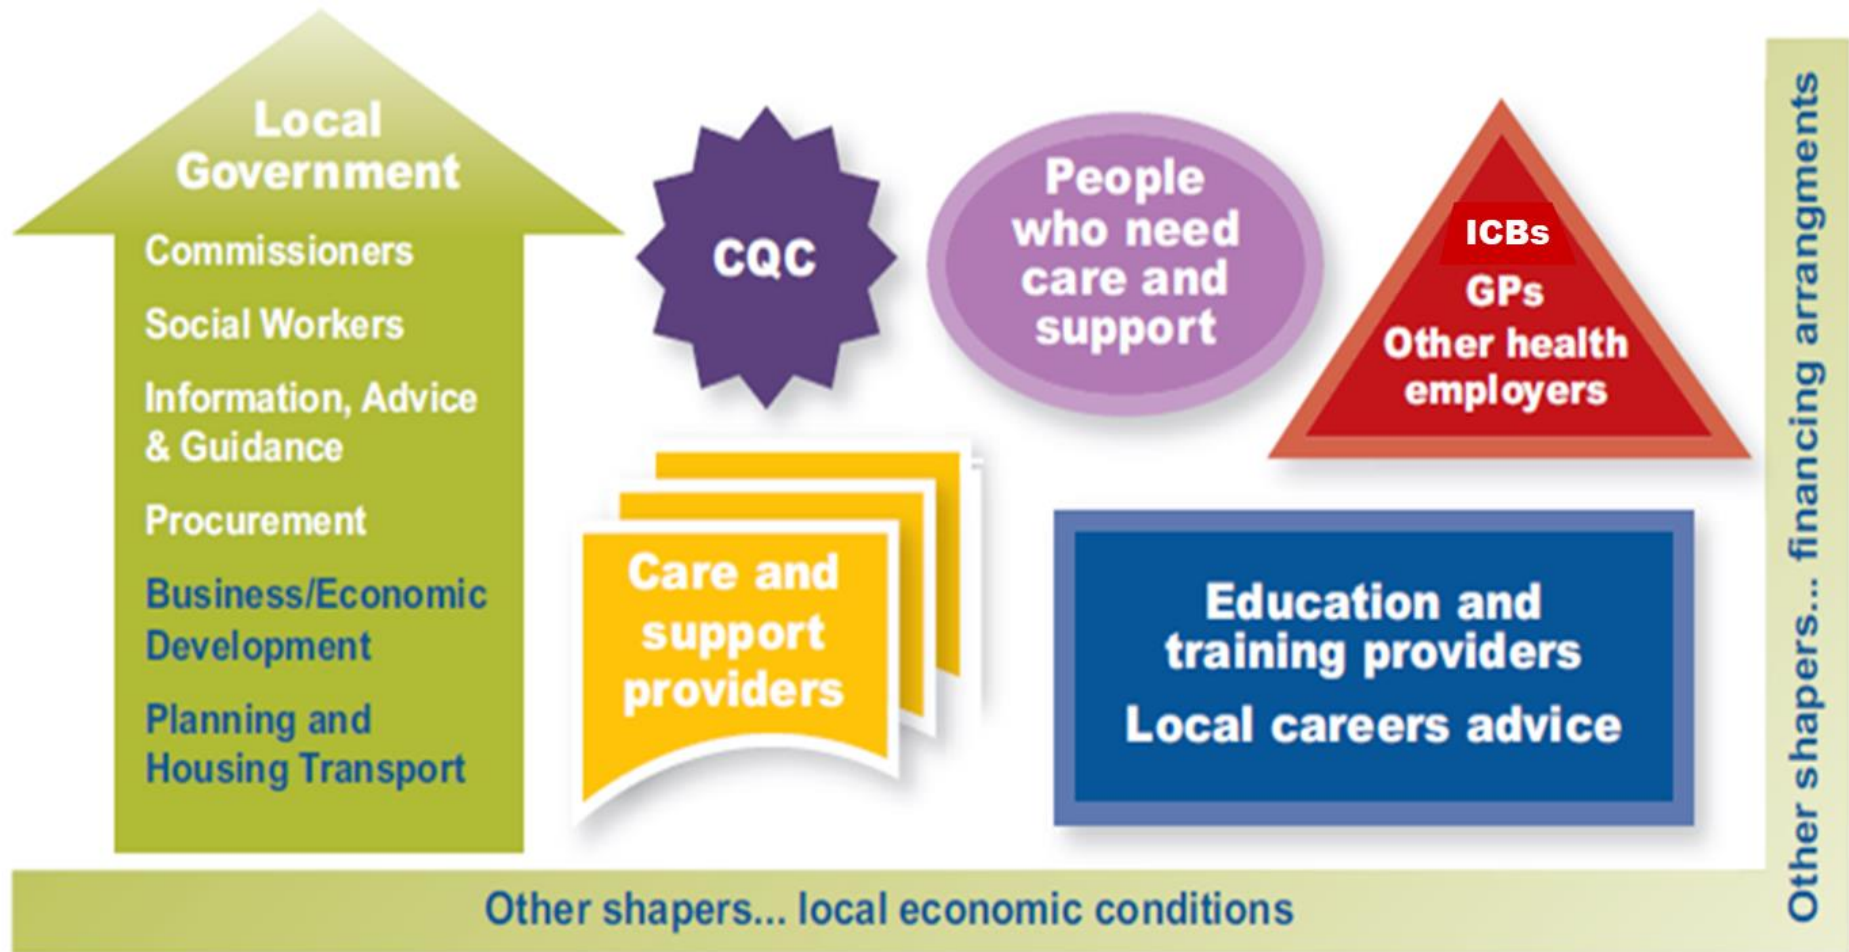 Local
Government
Commissioners
Social Workers
Information, Advice
& Guidance
Procurement
Business/Economic
Development
Planning and
Housing Transport
CQC
People
who need
care and
support
ICBs
GPs
Other health
employers
Care and
support
providers
Education and
training providers
Local careers advice
Other shapers... local economic conditions
Other shapers... financing arrangments